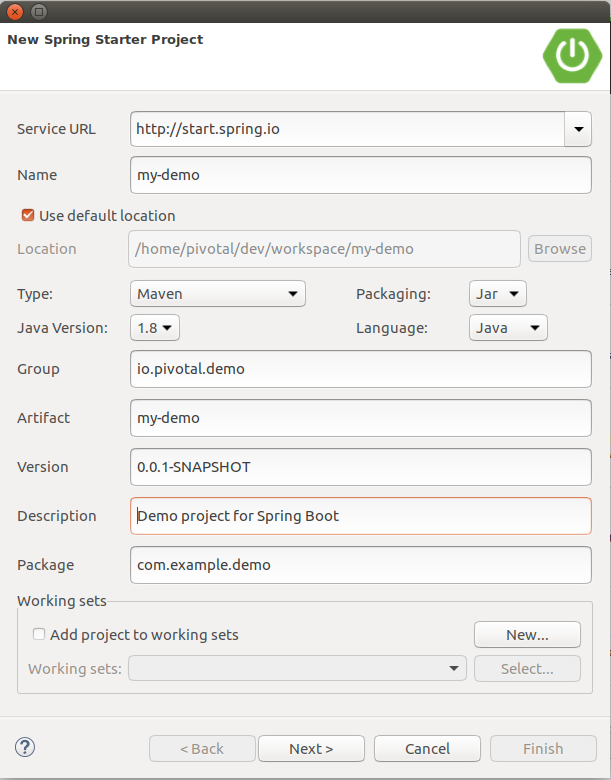 New Spring Starter Project
Service URL http://start.spring.io
Name my-demo
Use default location
Location /home/pivotal/dev/workspace/my-demo Browse
Type: Maven Packaging: Jar
Java Version: 1.8 Language: Java
Group io.pivotal.demo
Artifact my-demo
Version 0.0.1-SNAPSHOT
Description Demo project for Spring Boot
Package com.example.demo
Working sets
Add project to working sets New...
Working sets: Select...
? < Back Next > Cancel Finish